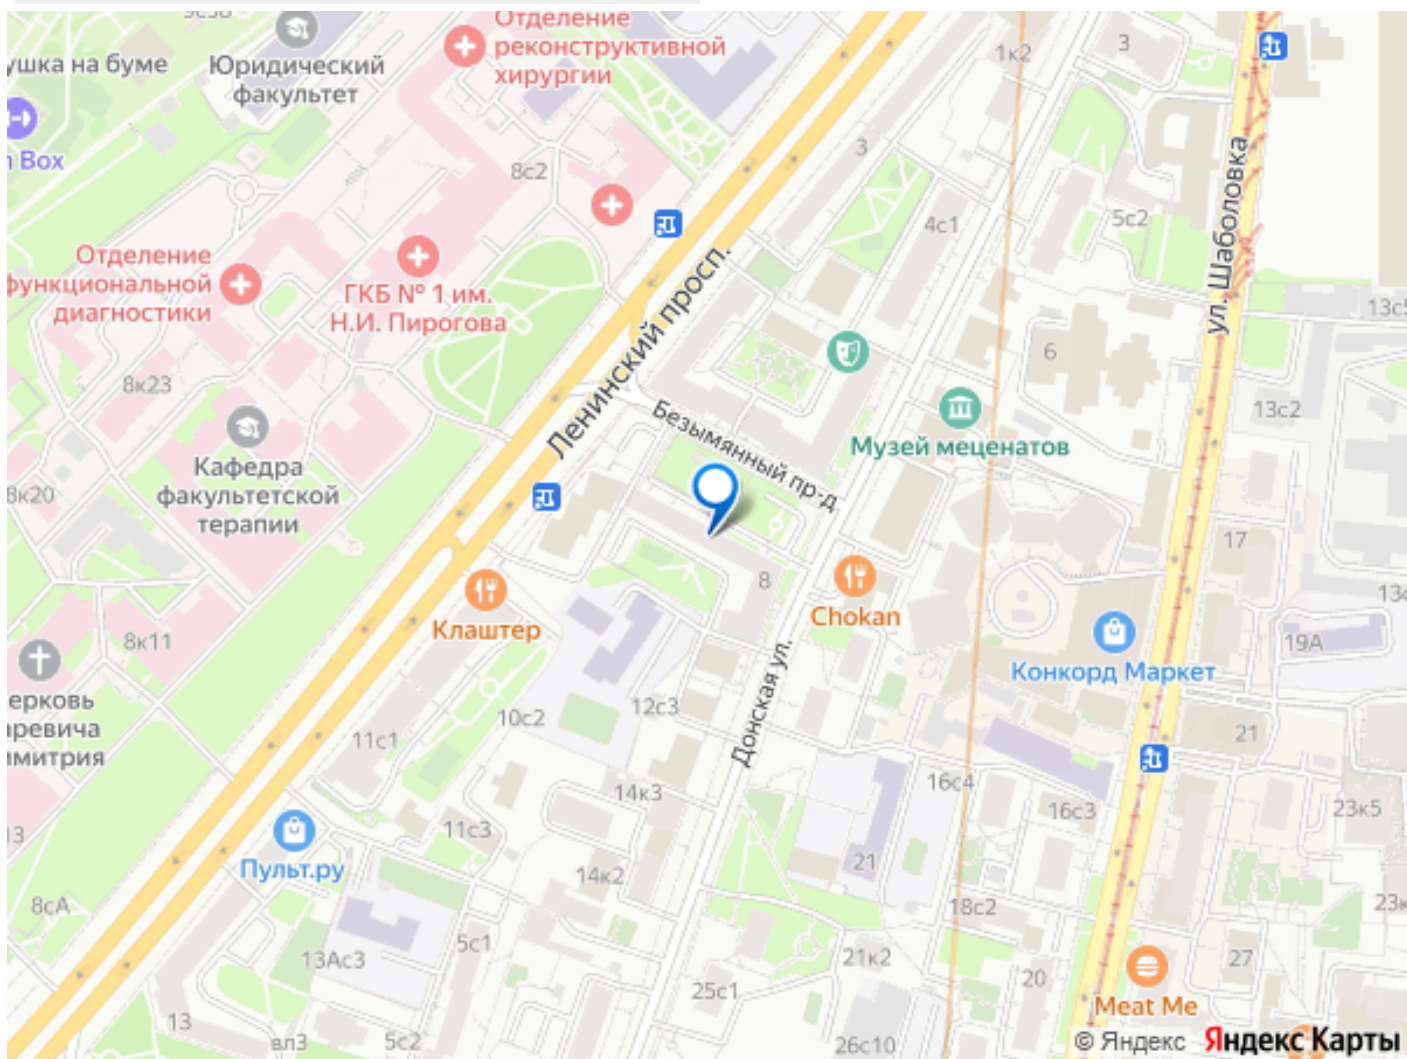 Отделение
реконструктивной
хирургии
1к2
3
ушка на буме
Юридический
факультет
n Box
8с2
3
ул. Шаболовка
4с1
5с2
Отделение
функциональной
диагностики
ГКБ № 1 им.
Н.И. Пирогова
Ленинский просп.
13с5
6
8к23
13с2
Безымянный пр-д
Музей меценатов
Кафедра
факультетской
терапии
8к20
17
8
Chokan
Клаштер
13с
19А
8к11
Конкорд Маркет
ерковь
аревича
имитрия
Донская ул.
12с3
10с2
11с1
21
16с4
14к3
16с3
23к5
11с3
13
Пульт.ру
21
14к2
8сА
18с2
23к
5с1
13Ас3
21к2
27
20
25с1
Meat Me
13
вл3
5с2
26с10
© Яндекс Яндекс Карты